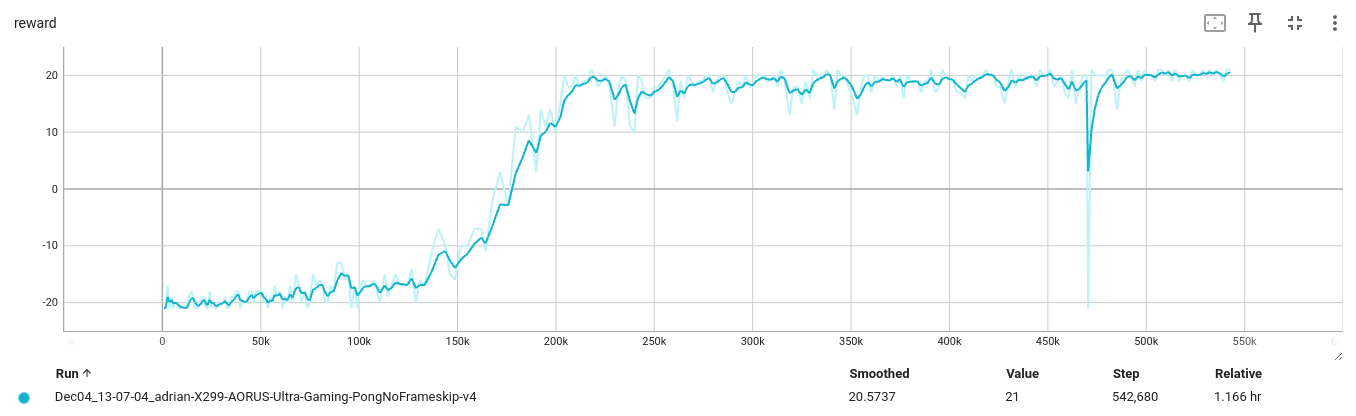 reward
20
10
0
-10
-20
0 50k 100k 150k 200k 250k 300k 350k 400k 450k 500k 550k
Run ↑ Smoothed Value Step Relative
Dec04_13-07-04_adrian-X299-AORUS-Ultra-Gaming-PongNoFrameskip-v4 20.5737 21 542,680 1.166 hr